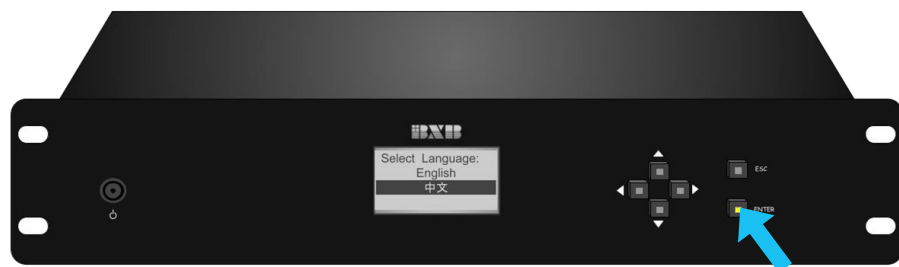 BXB
Select Language:
English
中文
ESC
ENTER